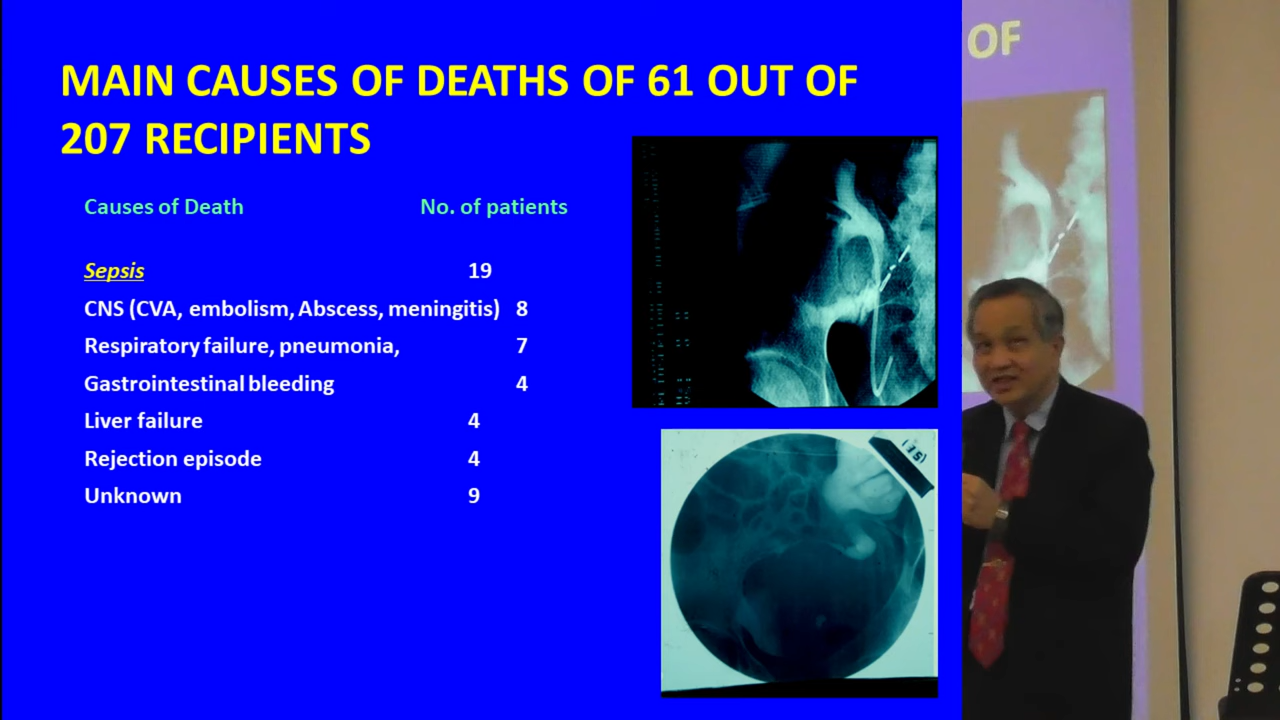 MAIN CAUSES OF DEATHS OF 61 OUT OF
207 RECIPIENTS
Causes of Death No. of patients
Sepsis 19
CNS (CVA, embolism, Abscess, meningitis) 8
Respiratory failure, pneumonia, 7
Gastrointestinal bleeding 4
Liver failure 4
Rejection episode 4
Unknown 9
OF